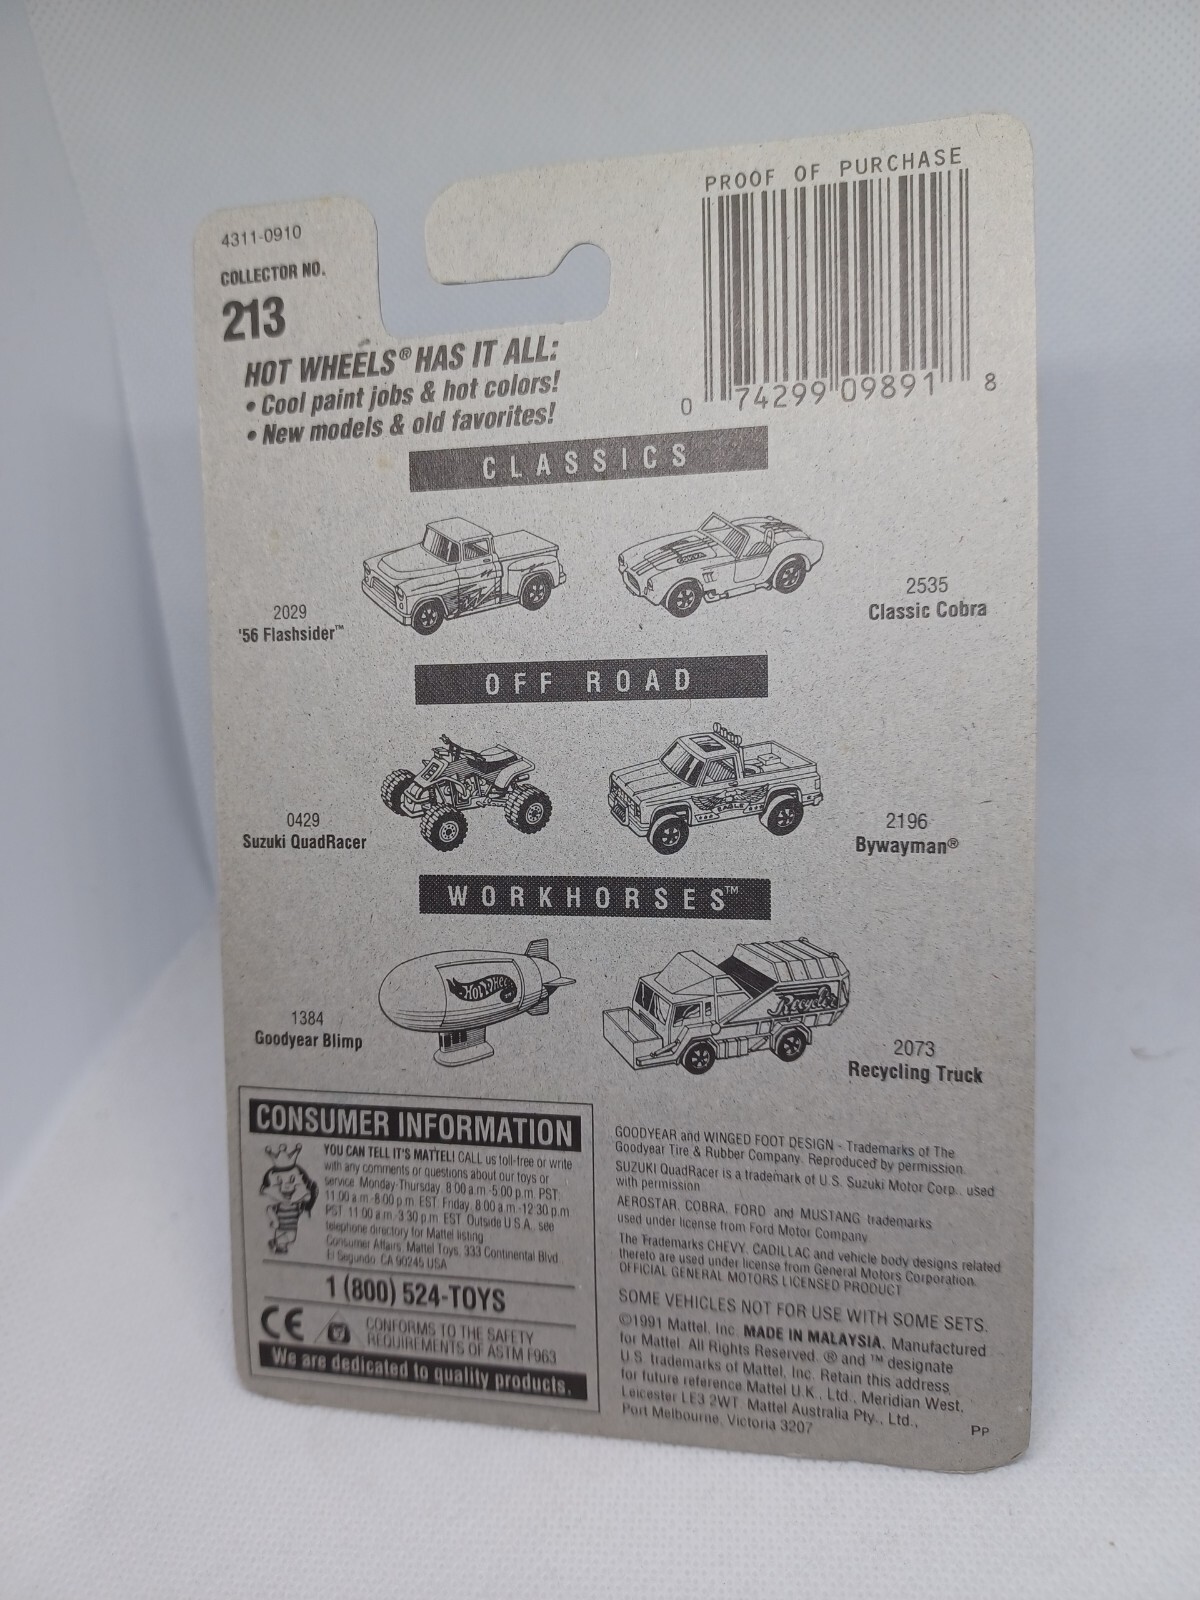 4311-0910
COLLECTOR NO.
213
PROOF OF PURCHASE
0 74299 09891 8
HOT WHEELS® HAS IT ALL:
• Cool paint jobs & hot colors!
• New models & old favorites!
CLASSICS
2029
'56 Flashsider™
2535
Classic Cobra
OFF ROAD
EAGLE
0429
Suzuki QuadRacer
2196
Bywayman®
WORKHORSES™
1384
Goodyear Blimp
Recycler
2073
Recycling Truck
CONSUMER INFORMATION
YOU CAN TELL IT'S MATTEL! CALL us toll-free or write
with any comments or questions about our toys or
service. Monday-Thursday, 8:00 a.m.-5:00 p.m. PST.
11:00 a.m.-8:00 p.m. EST. Friday, 8:00 a.m.-12:30 p.m.
PST. 11:00 a.m.-3:30 p.m. EST. Outside U.S.A., see
telephone directory for Mattel listing.
Consumer Affairs, Mattel Toys, 333 Continental Blvd.
El Segundo, CA 90245 USA
1 (800) 524-TOYS
CE
CONFORMS TO THE SAFETY
REQUIREMENTS OF ASTM F963
We are dedicated to quality products.
GOODYEAR and WINGED FOOT DESIGN - Trademarks of The
Goodyear Tire & Rubber Company. Reproduced by permission.
SUZUKI QuadRacer is a trademark of U.S. Suzuki Motor Corp., used
with permission.
AEROSTAR, COBRA, FORD and MUSTANG trademarks
used under license from Ford Motor Company
The Trademarks CHEVY, CADILLAC and vehicle body designs related
thereto are used under license from General Motors Corporation.
OFFICIAL GENERAL MOTORS LICENSED PRODUCT
SOME VEHICLES NOT FOR USE WITH SOME SETS.
©1991 Mattel, Inc. MADE IN MALAYSIA. Manufactured
for Mattel. All Rights Reserved. ® and ™ designate
U.S. trademarks of Mattel, Inc. Retain this address
for future reference Mattel U.K., Ltd., Meridian West,
Leicester LE3 2WT. Mattel Australia Pty., Ltd.,
Port Melbourne, Victoria 3207
PP